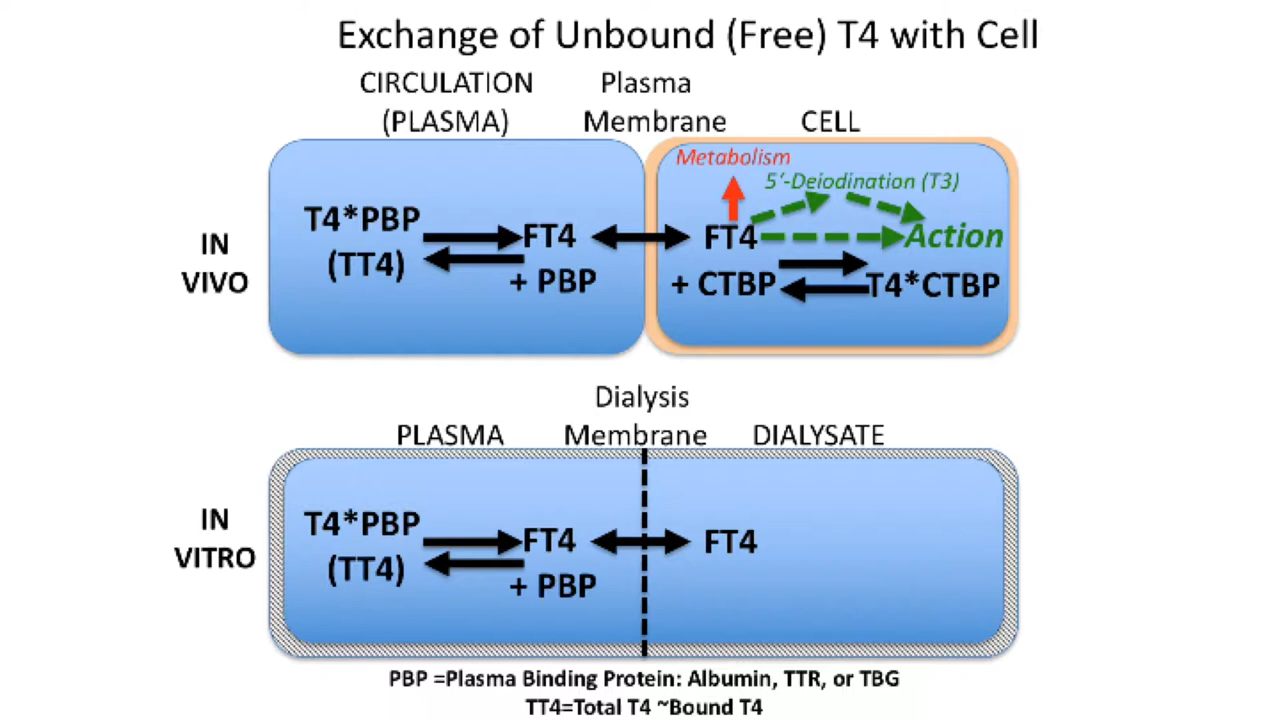 Exchange of Unbound (Free) T4 with Cell
CIRCULATION
(PLASMA)
Plasma
Membrane
CELL
IN
VIVO
T4*PBP
(TT4)
FT4
+ PBP
Metabolism
5'-Deiodination (T3)
FT4
Action
+ CTBP
T4*CTBP
Dialysis
Membrane
PLASMA
DIALYSATE
IN
VITRO
T4*PBP
(TT4)
FT4
+ PBP
FT4
PBP =Plasma Binding Protein: Albumin, TTR, or TBG
TT4=Total T4 ~Bound T4